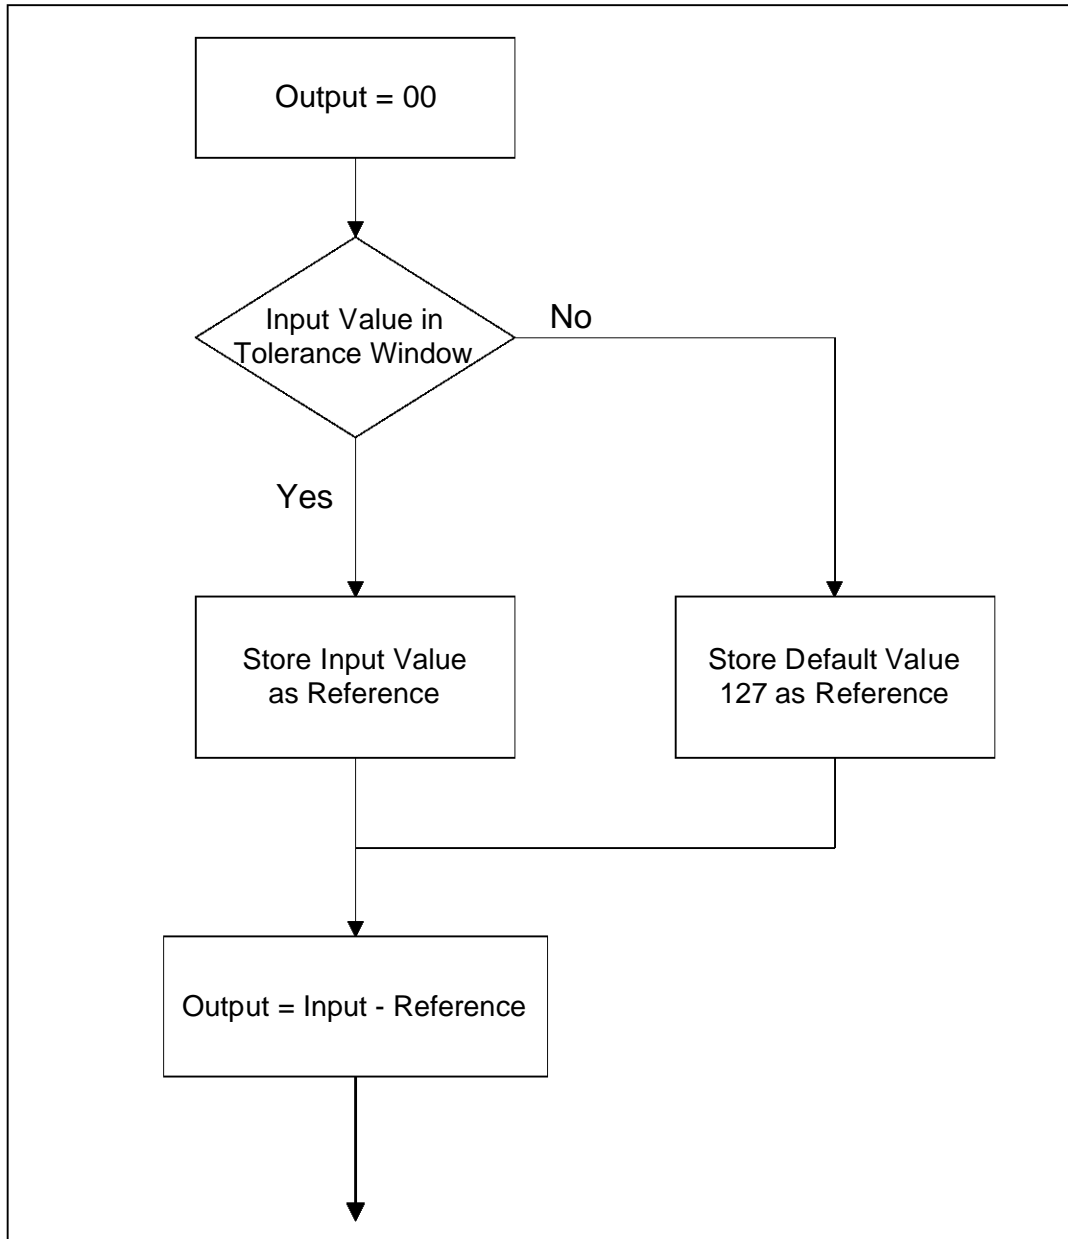 Output = 00
Input Value in
Tolerance Window
No
Yes
Store Input Value
as Reference
Store Default Value
127 as Reference
Output = Input - Reference